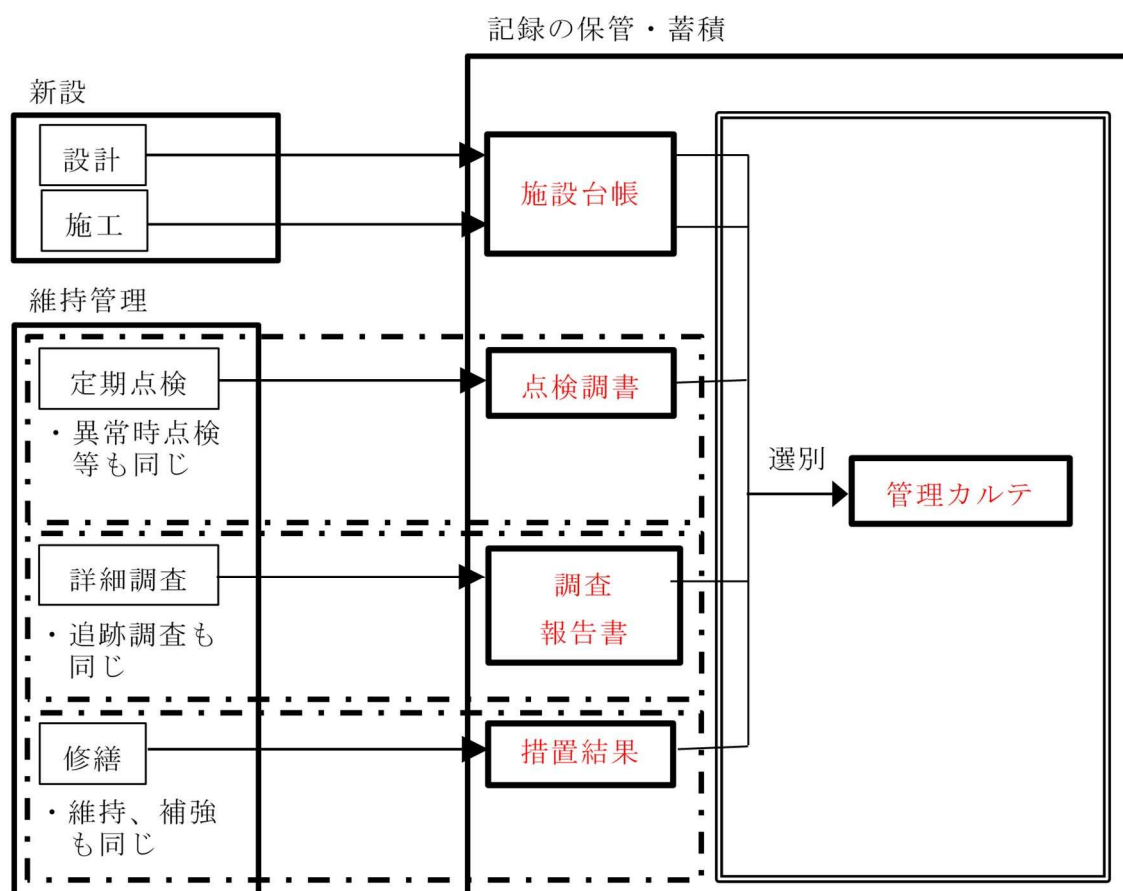 記録の保管・蓄積
新設
設計
施設台帳
施工
維持管理
定期点検
点検調書
・異常時点検
等も同じ
選別
管理カルテ
詳細調査
調査
報告書
・追跡調査も
同じ
修繕
措置結果
・維持、補強
も同じ